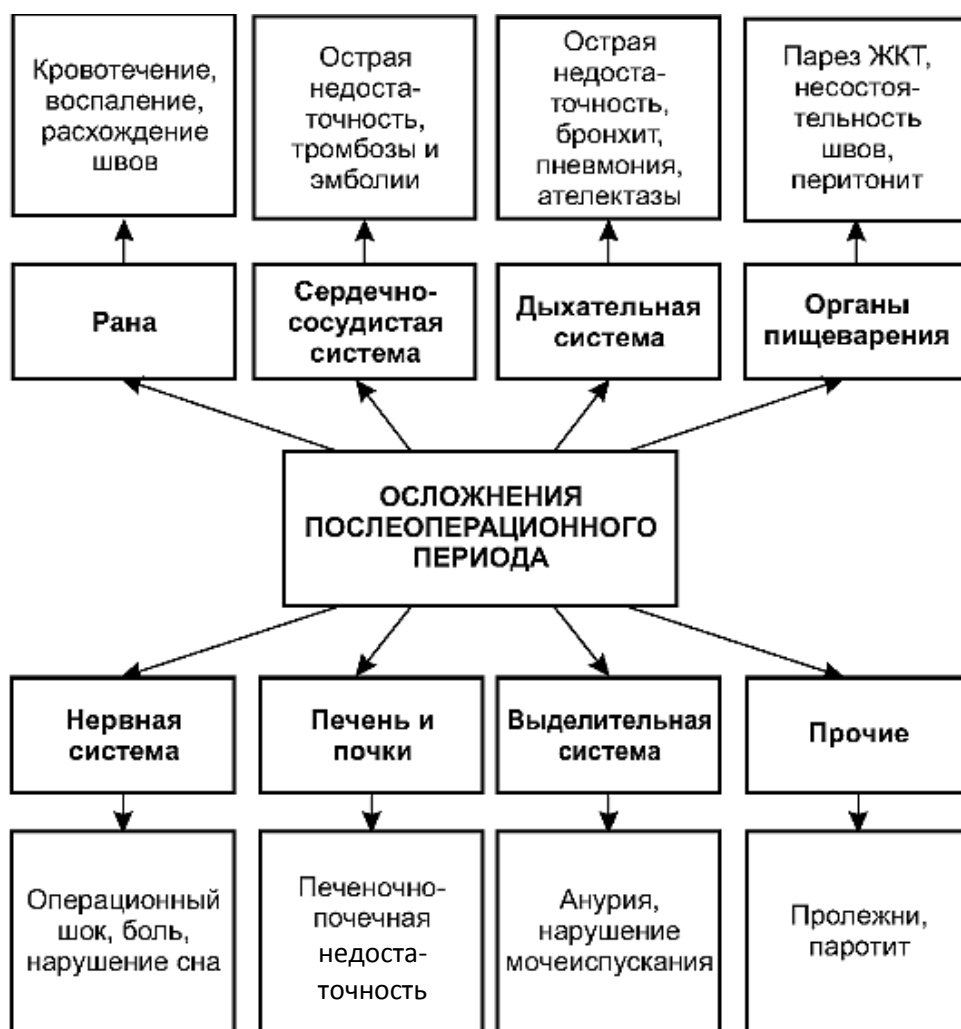 Кровотечение,
воспаление,
расхождение
швов
Острая
недоста-
точность,
тромбозы и
эмболии
Острая
недоста-
точность,
бронхит,
пневмония,
ателектазы
Парез ЖКТ,
несостоя-
тельность
швов,
перитонит
Рана
Сердечно-
сосудистая
система
Дыхательная
система
Органы
пищеварения
ОСЛОЖНЕНИЯ
ПОСЛЕОПЕРАЦИОННОГО
ПЕРИОДА
Нервная
система
Печень и
почки
Выделительная
система
Прочие
Операционный
шок, боль,
нарушение сна
Печеночно-
почечная
недоста-
точность
Анурия,
нарушение
мочеиспускания
Пролежни,
паротит